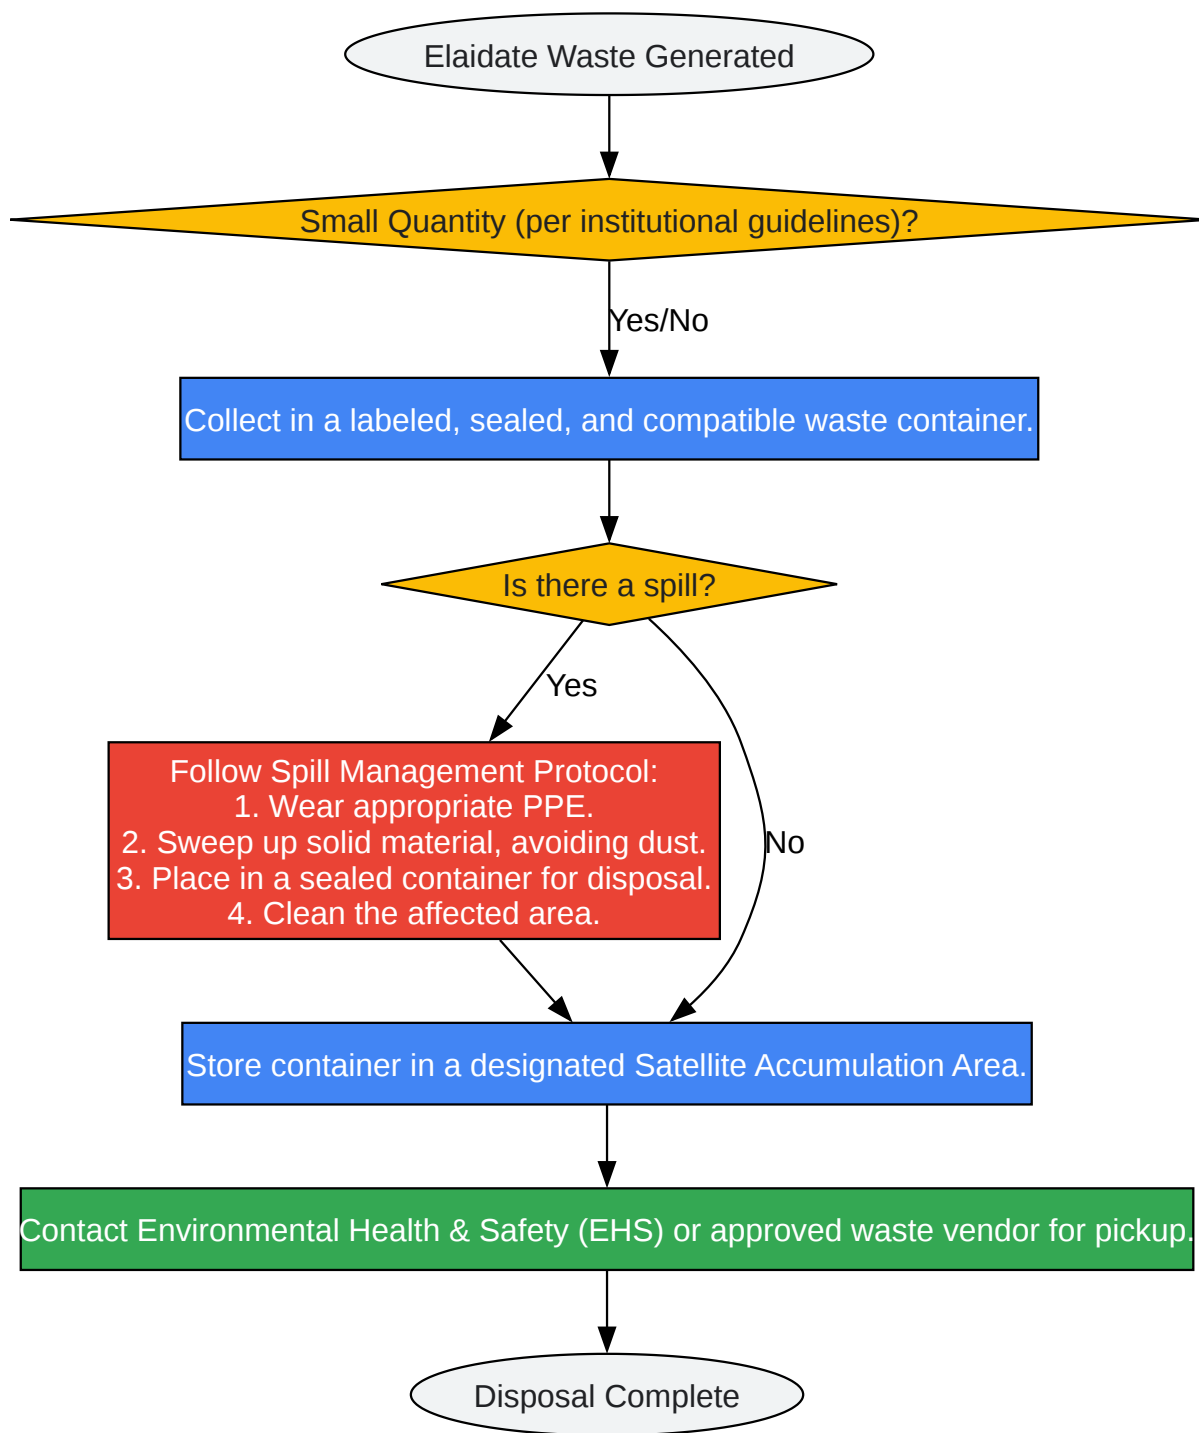 Elaidate Waste Generated
Small Quantity (per institutional guidelines)?
Yes/No
Collect in a labeled, sealed, and compatible waste container.
Is there a spill?
Yes
Follow Spill Management Protocol:
1. Wear appropriate PPE.
2. Sweep up solid material, avoiding dust.
3. Place in a sealed container for disposal.
4. Clean the affected area.
No
Store container in a designated Satellite Accumulation Area.
Contact Environmental Health & Safety (EHS) or approved waste vendor for pickup.
Disposal Complete